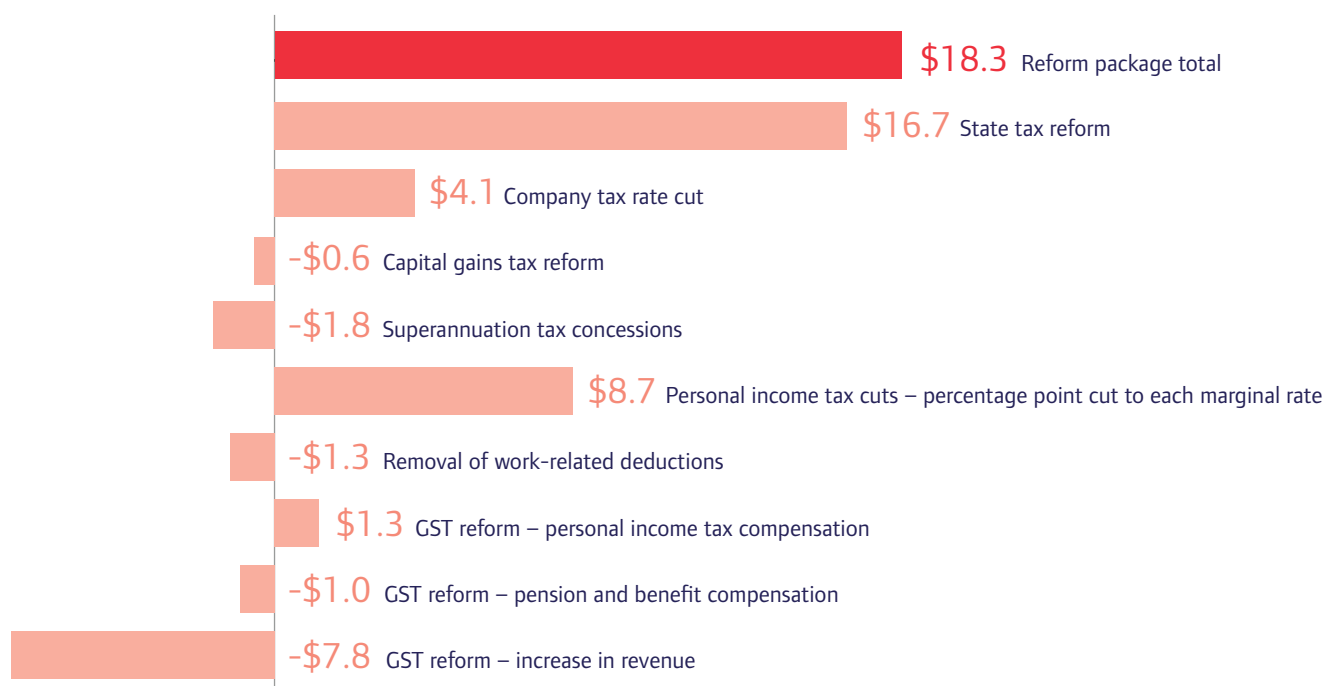 $18.3 Reform package total
$16.7 State tax reform
$4.1 Company tax rate cut
-$0.6 Capital gains tax reform
-$1.8 Superannuation tax concessions
$8.7 Personal income tax cuts – percentage point cut to each marginal rate
-$1.3 Removal of work-related deductions
$1.3 GST reform – personal income tax compensation
-$1.0 GST reform – pension and benefit compensation
-$7.8 GST reform – increase in revenue